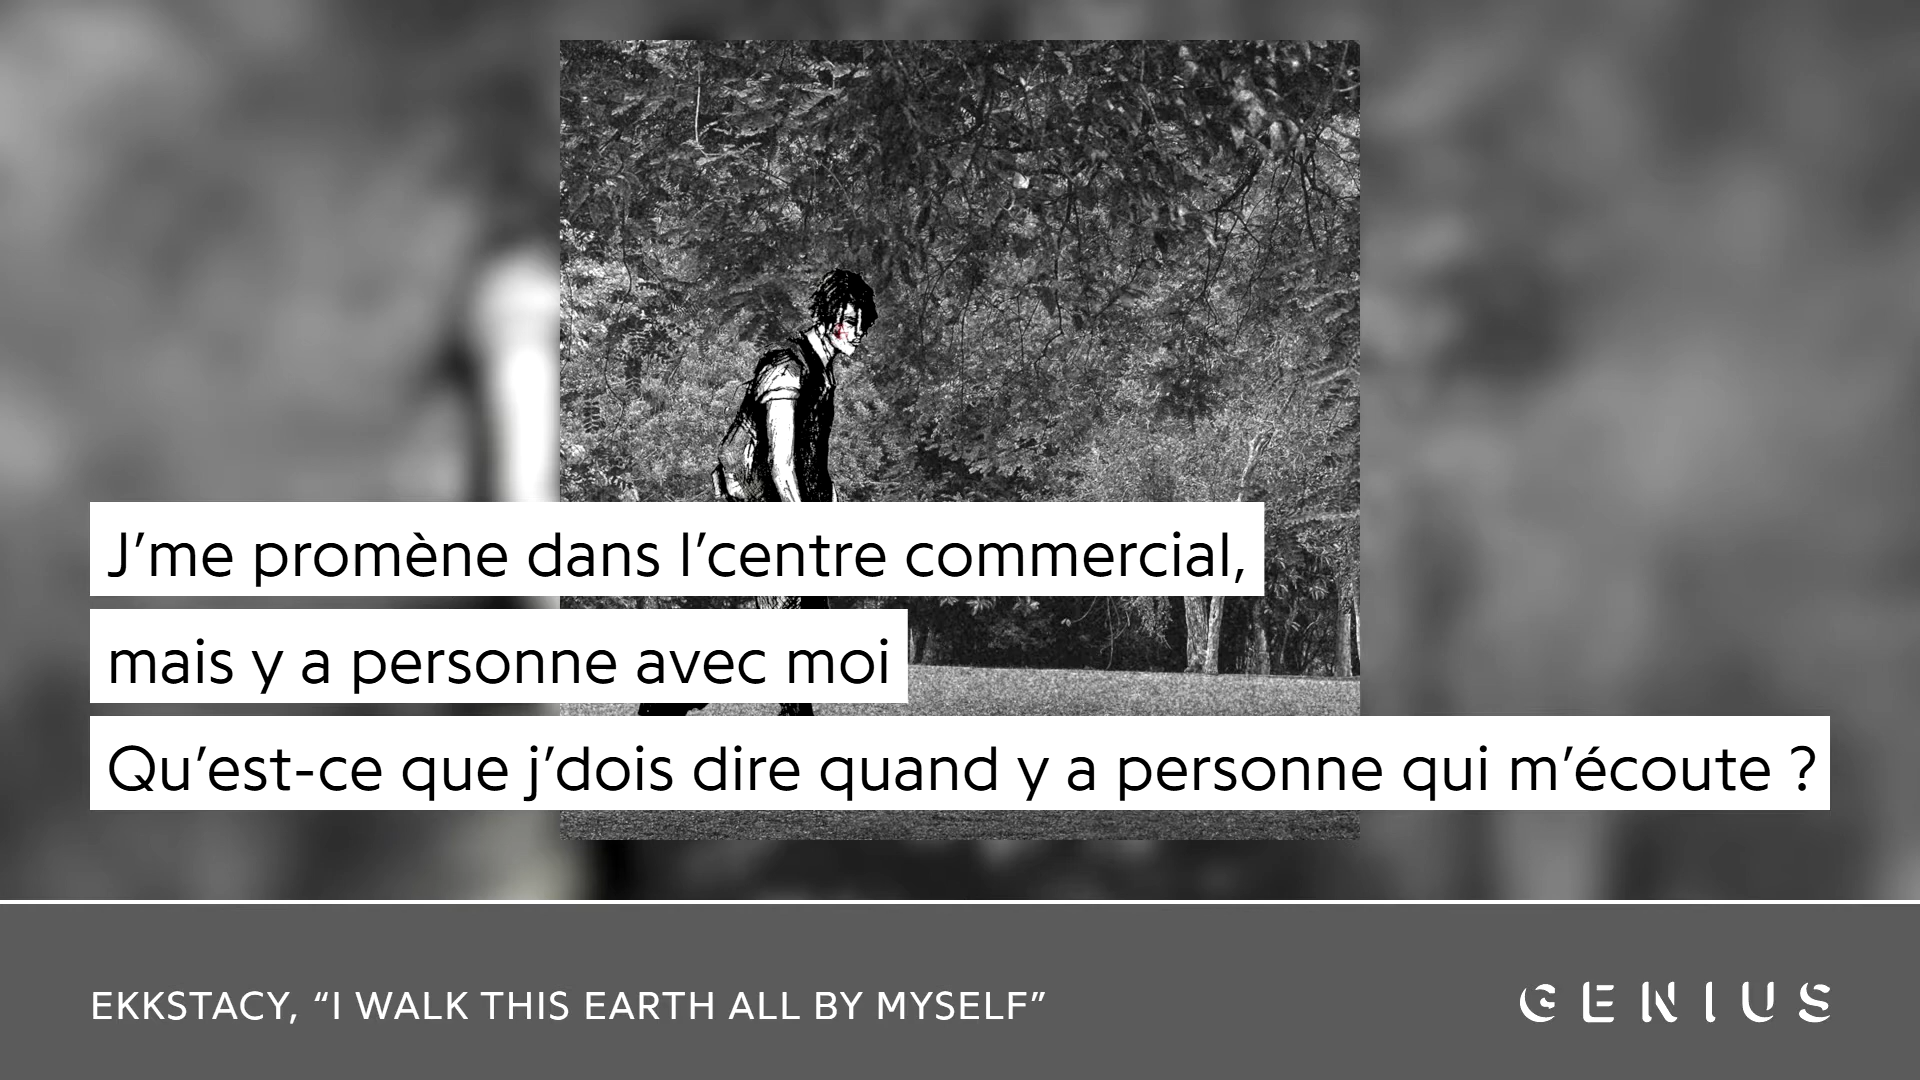 J’me promène dans l’centre commercial,
mais y a personne avec moi
Qu’est-ce que j’dois dire quand y a personne qui m’écoute ?
EKKSTACY, “I WALK THIS EARTH ALL BY MYSELF”
GENIUS